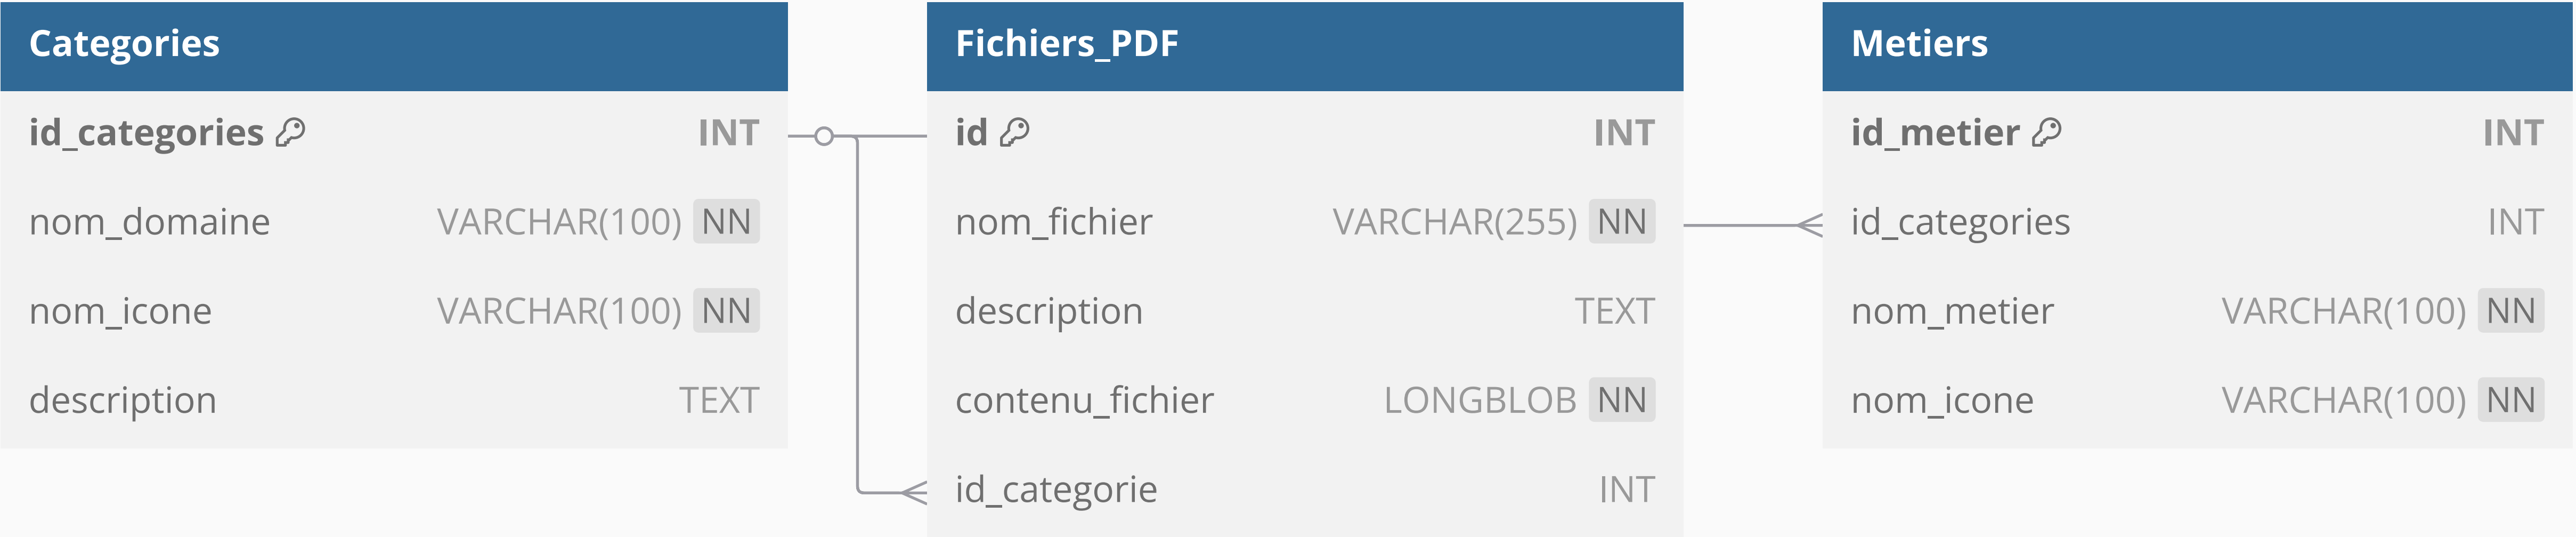 Categories
id_categories INT
nom_domaine VARCHAR(100) NN
nom_icone VARCHAR(100) NN
description TEXT
Fichiers_PDF
id INT
nom_fichier VARCHAR(255) NN
description TEXT
contenu_fichier LONGBLOB NN
id_categorie INT
Metiers
id_metier INT
id_categories INT
nom_metier VARCHAR(100) NN
nom_icone VARCHAR(100) NN